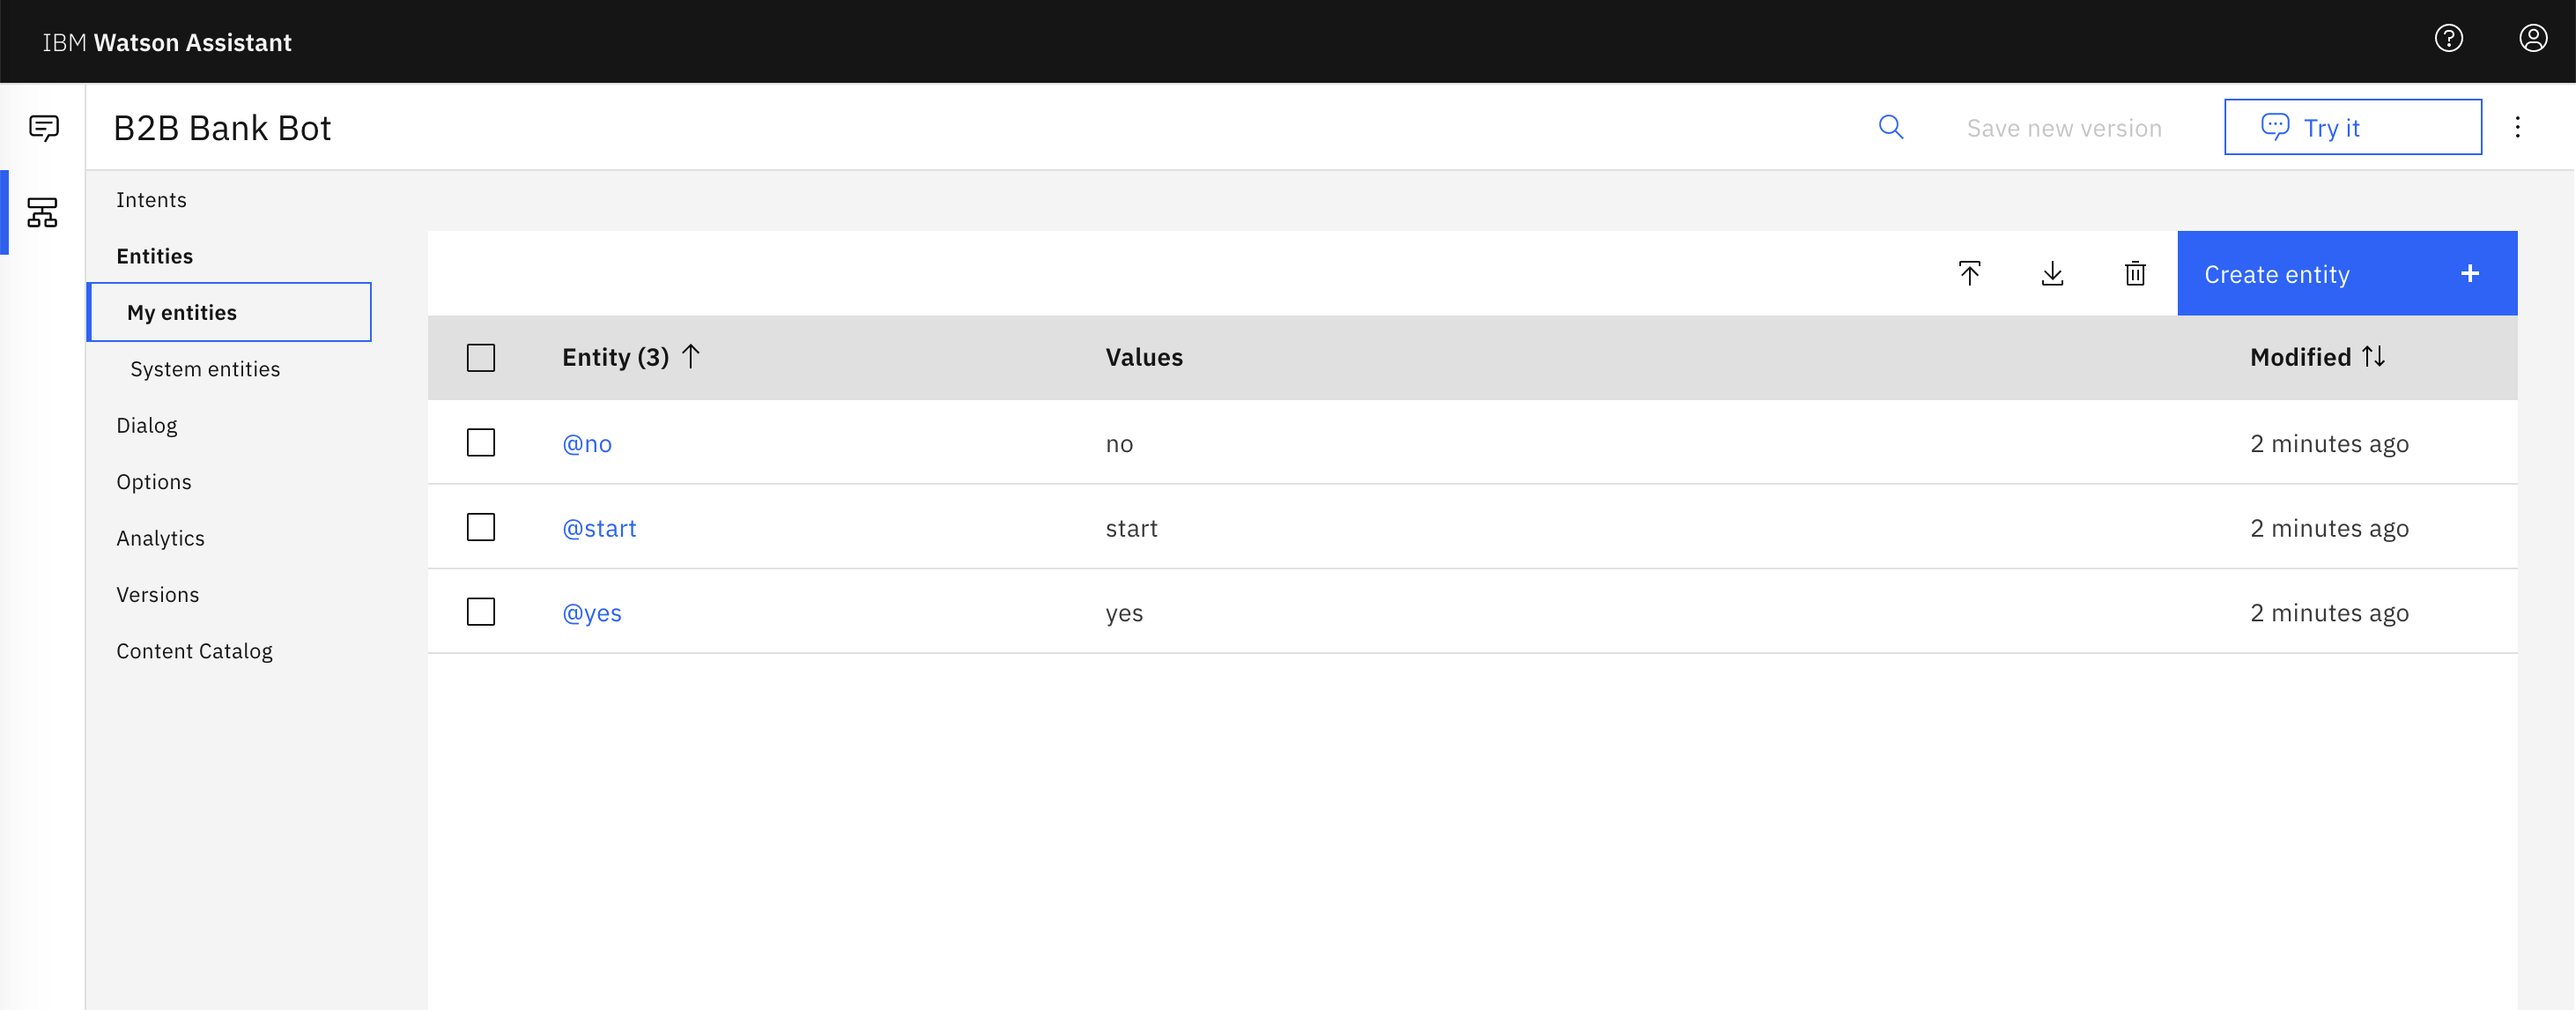 IBM Watson Assistant
B2B Bank Bot
Save new version
Try it
Intents
Entities
My entities
System entities
Dialog
Options
Analytics
Versions
Content Catalog
Create entity
Entity (3) Values Modified
@no no 2 minutes ago
@start start 2 minutes ago
@yes yes 2 minutes ago